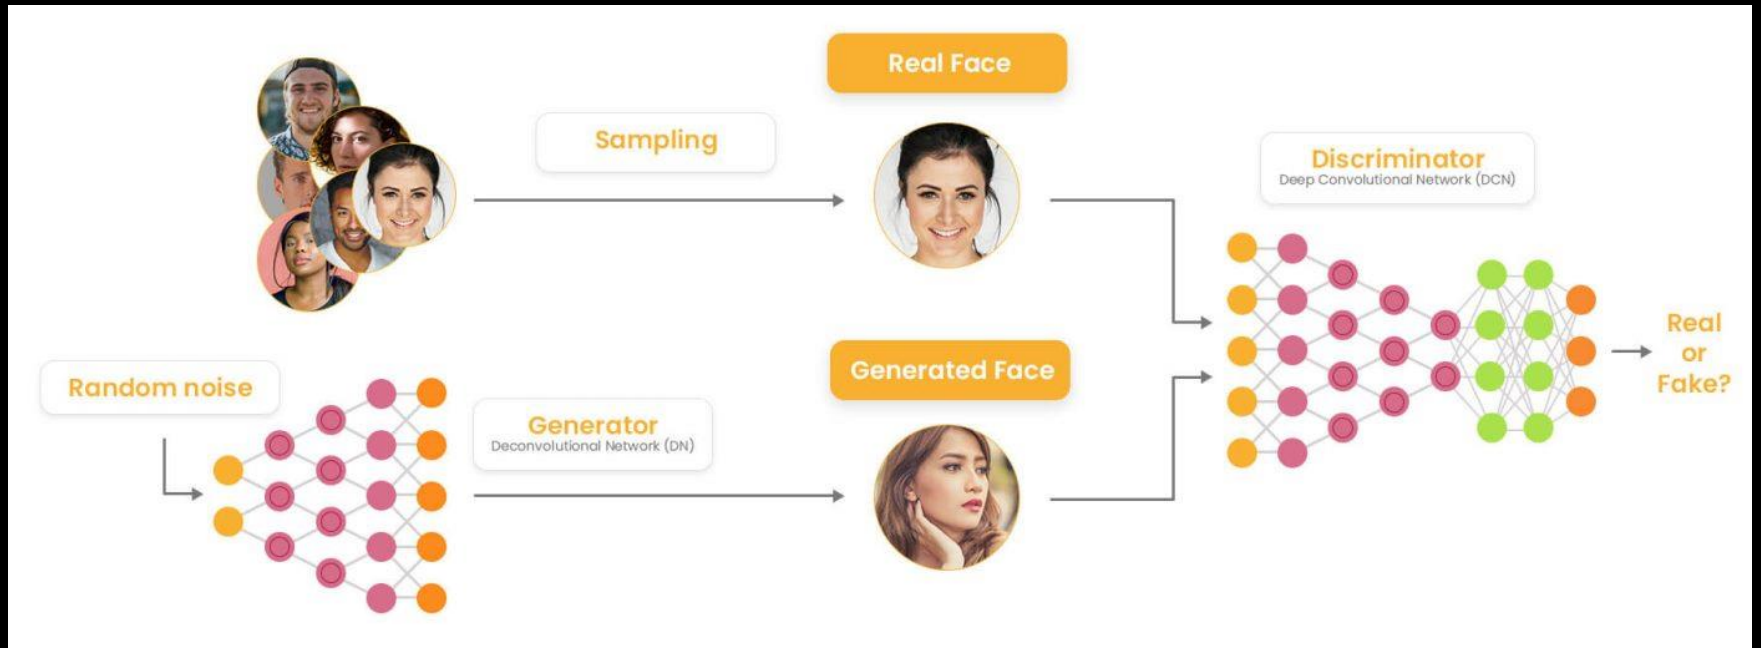 Real Face
Sampling
Discriminator
Deep Convolutional Network (DCN)
Real
or
Fake?
Random noise
Generator
Deconvolutional Network (DN)
Generated Face